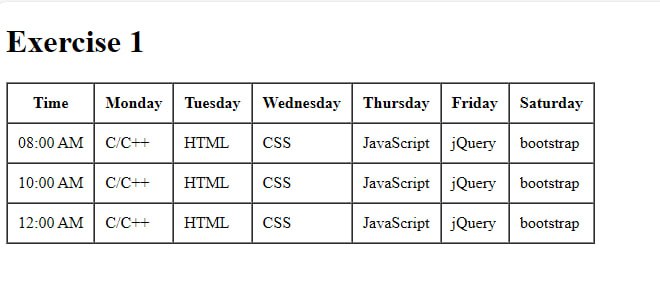 Exercise 1
Time Monday Tuesday Wednesday Thursday Friday Saturday
08:00 AM C/C++ HTML CSS JavaScript jQuery bootstrap
10:00 AM C/C++ HTML CSS JavaScript jQuery bootstrap
12:00 AM C/C++ HTML CSS JavaScript jQuery bootstrap